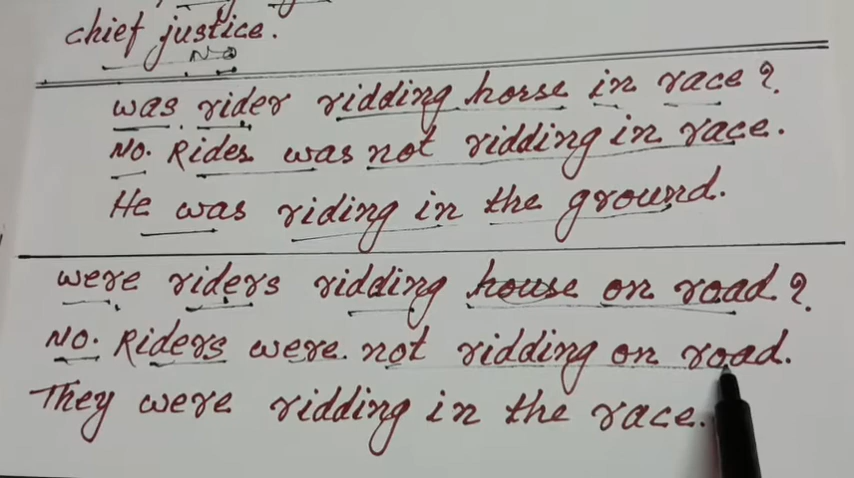 chief justice.
No
was rider ridding horse in race?
No. Rides was not ridding in race.
He was riding in the ground.
were riders ridding house on road?
No. Riders were not ridding on road.
They were ridding in the race.